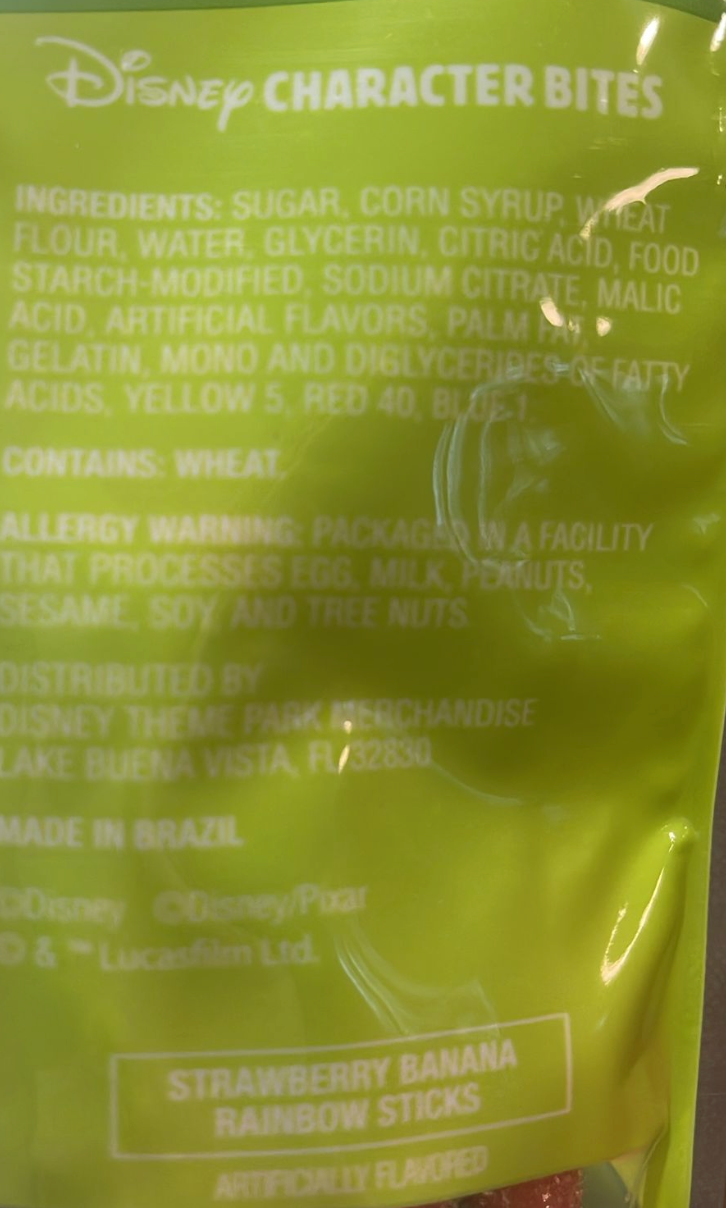 Disney CHARACTER BITES
INGREDIENTS: SUGAR, CORN SYRUP, WHEAT
FLOUR, WATER, GLYCERIN, CITRIC ACID, FOOD
STARCH-MODIFIED, SODIUM CITRATE, MALIC
ACID, ARTIFICIAL FLAVORS, PALM FAT,
GELATIN, MONO AND DIGLYCERIDES OF FATTY
ACIDS, YELLOW 5, RED 40, BLUE 1.
CONTAINS: WHEAT.
ALLERGY WARNING: PACKAGED IN A FACILITY
THAT PROCESSES EGG, MILK, PEANUTS,
SESAME, SOY, AND TREE NUTS.
DISTRIBUTED BY
DISNEY THEME PARK MERCHANDISE
LAKE BUENA VISTA, FL 32830
MADE IN BRAZIL
©Disney ©Disney/Pixar
© & ™ Lucasfilm Ltd.
STRAWBERRY BANANA
RAINBOW STICKS
ARTIFICIALLY FLAVORED